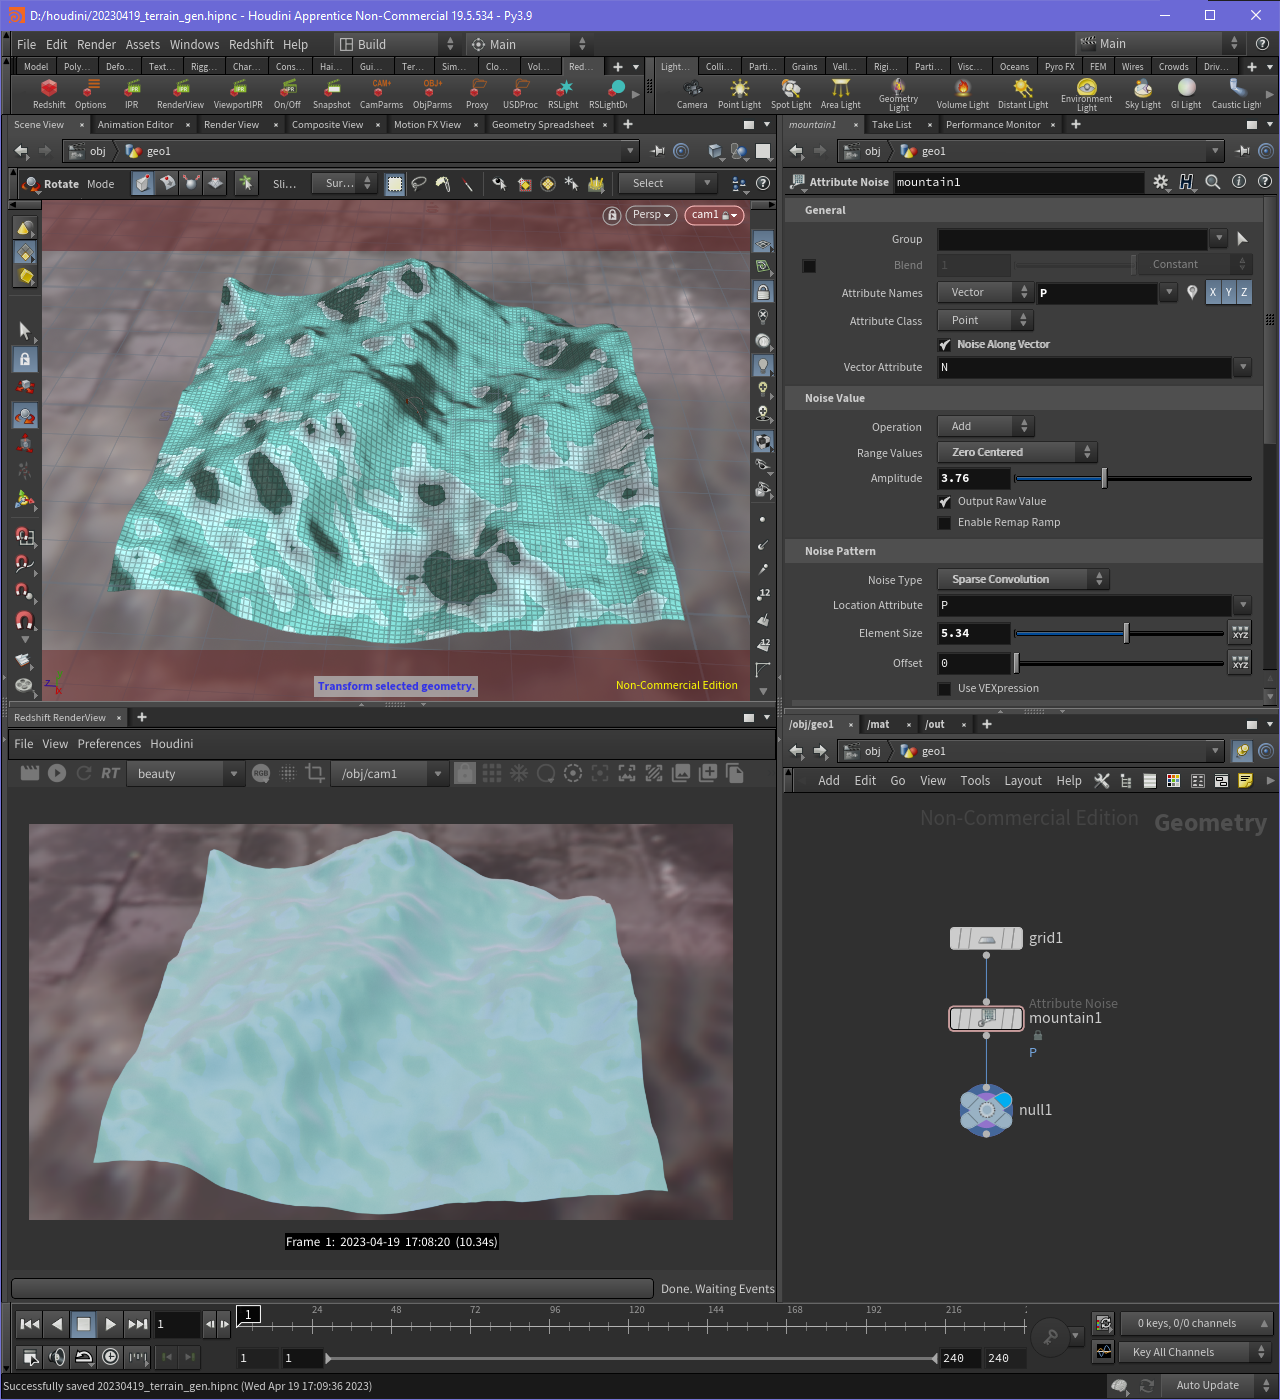 D:/houdini/20230419_terrain_gen.hipnc - Houdini Apprentice Non-Commercial 19.5.534 - Py3.9
File Edit Render Assets Windows Redshift Help Build Main Main
Model Poly... Defo... Text... Rigg... Char... Cons... Hai... Gui... Ter... Sim... Clo... Vol... Red...
Light... Colli... Parti... Grains Vell... Rigi... Parti... Visc... Oceans Pyro FX FEM Wires Crowds Driv...
Redshift Options IPR RenderView ViewportIPR On/Off Snapshot CamParms ObjParms Proxy USDProc RSLight RSLightD
Camera Point Light Spot Light Area Light Geometry Light Volume Light Distant Light Environment Light Sky Light GI Light Caustic Light
Scene View Animation Editor Render View Composite View Motion FX View Geometry Spreadsheet
mountain1 Take List Performance Monitor
obj geo1
obj geo1
Rotate Mode Sli... Sur... Select
Attribute Noise mountain1
Persp cam1
General
Group
Blend 1 Constant
Attribute Names Vector P X Y Z
Attribute Class Point
Noise Along Vector
Vector Attribute N
Noise Value
Operation Add
Range Values Zero Centered
Amplitude 3.76
Output Raw Value
Enable Remap Ramp
Noise Pattern
Noise Type Sparse Convolution
Location Attribute P
Element Size 5.34
Offset 0
Use VEXpression
Transform selected geometry.
Non-Commercial Edition
Redshift RenderView
File View Preferences Houdini
RT beauty /obj/cam1
Frame 1: 2023-04-19 17:08:20 (10.34s)
Done. Waiting Events
/obj/geo1 /mat /out
obj geo1
Add Edit Go View Tools Layout Help
Non-Commercial Edition Geometry
grid1
Attribute Noise
mountain1
P
null1
1 1 24 48 72 96 120 144 168 192 216
0 keys, 0/0 channels
1 1 240 240
Key All Channels
Successfully saved 20230419_terrain_gen.hipnc (Wed Apr 19 17:09:36 2023)
Auto Update